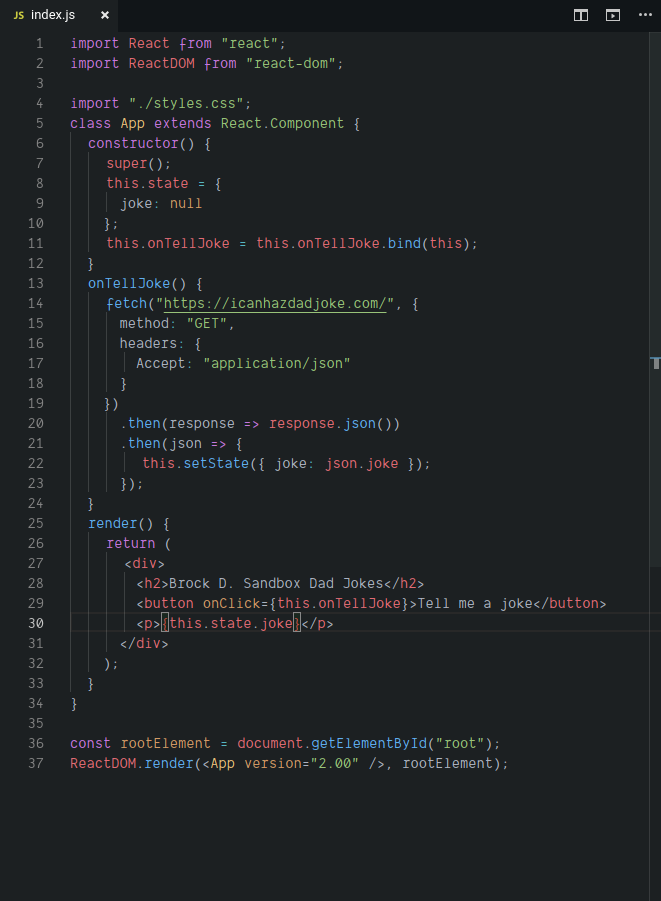 JS index.js ×
1 import React from "react";
2 import ReactDOM from "react-dom";
3
4 import "./styles.css";
5 class App extends React.Component {
6   constructor() {
7     super();
8     this.state = {
9       joke: null
10     };
11     this.onTellJoke = this.onTellJoke.bind(this);
12   }
13   onTellJoke() {
14     fetch("https://icanhazdadjoke.com/", {
15       method: "GET",
16       headers: {
17         Accept: "application/json"
18       }
19     })
20       .then(response => response.json())
21       .then(json => {
22         this.setState({ joke: json.joke });
23       });
24   }
25   render() {
26     return (
27       <div>
28         <h2>Brock D. Sandbox Dad Jokes</h2>
29         <button onClick={this.onTellJoke}>Tell me a joke</button>
30         <p>{this.state.joke}</p>
31       </div>
32     );
33   }
34 }
35
36 const rootElement = document.getElementById("root");
37 ReactDOM.render(<App version="2.00" />, rootElement);